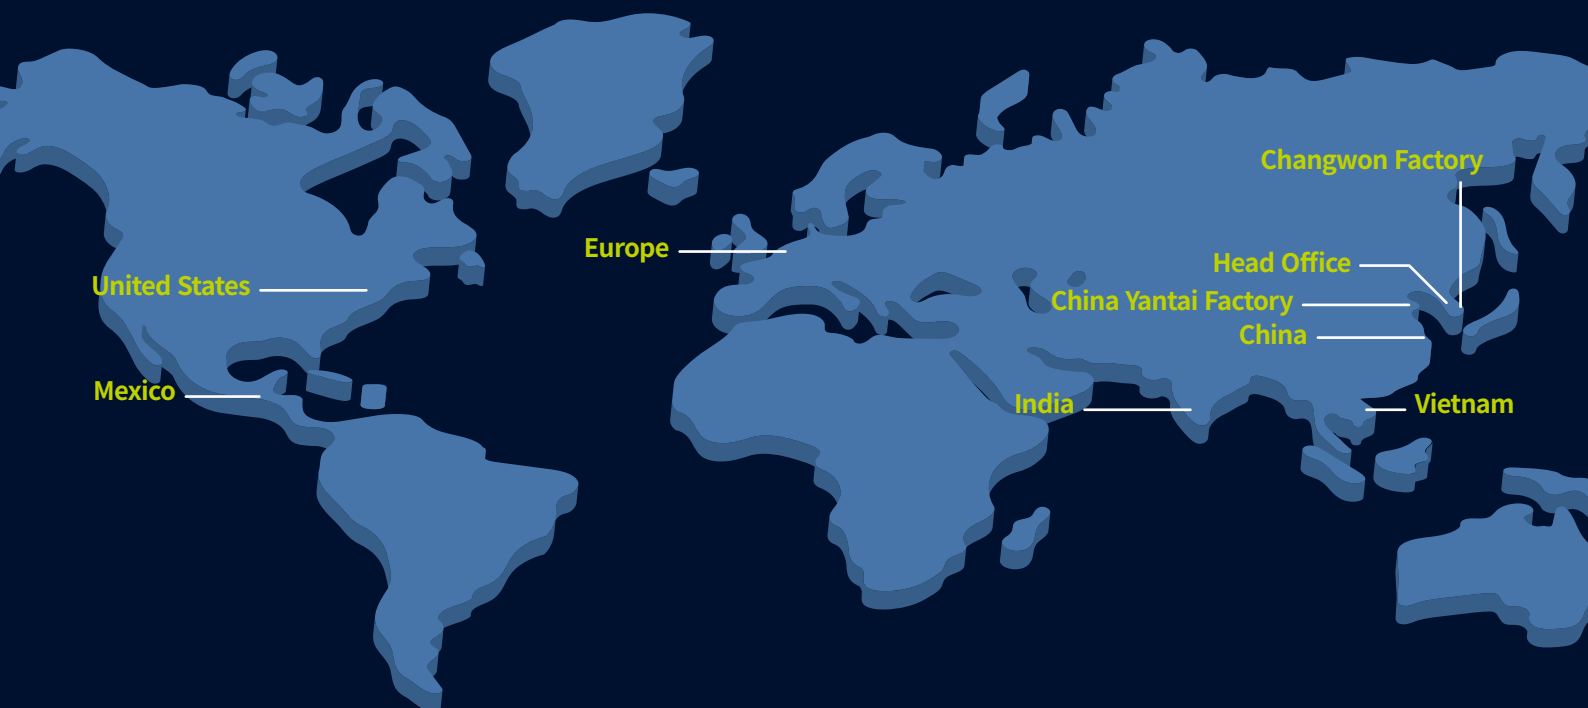 Changwon Factory
Europe
Head Office
United States
China Yantai Factory
China
Mexico
India
Vietnam